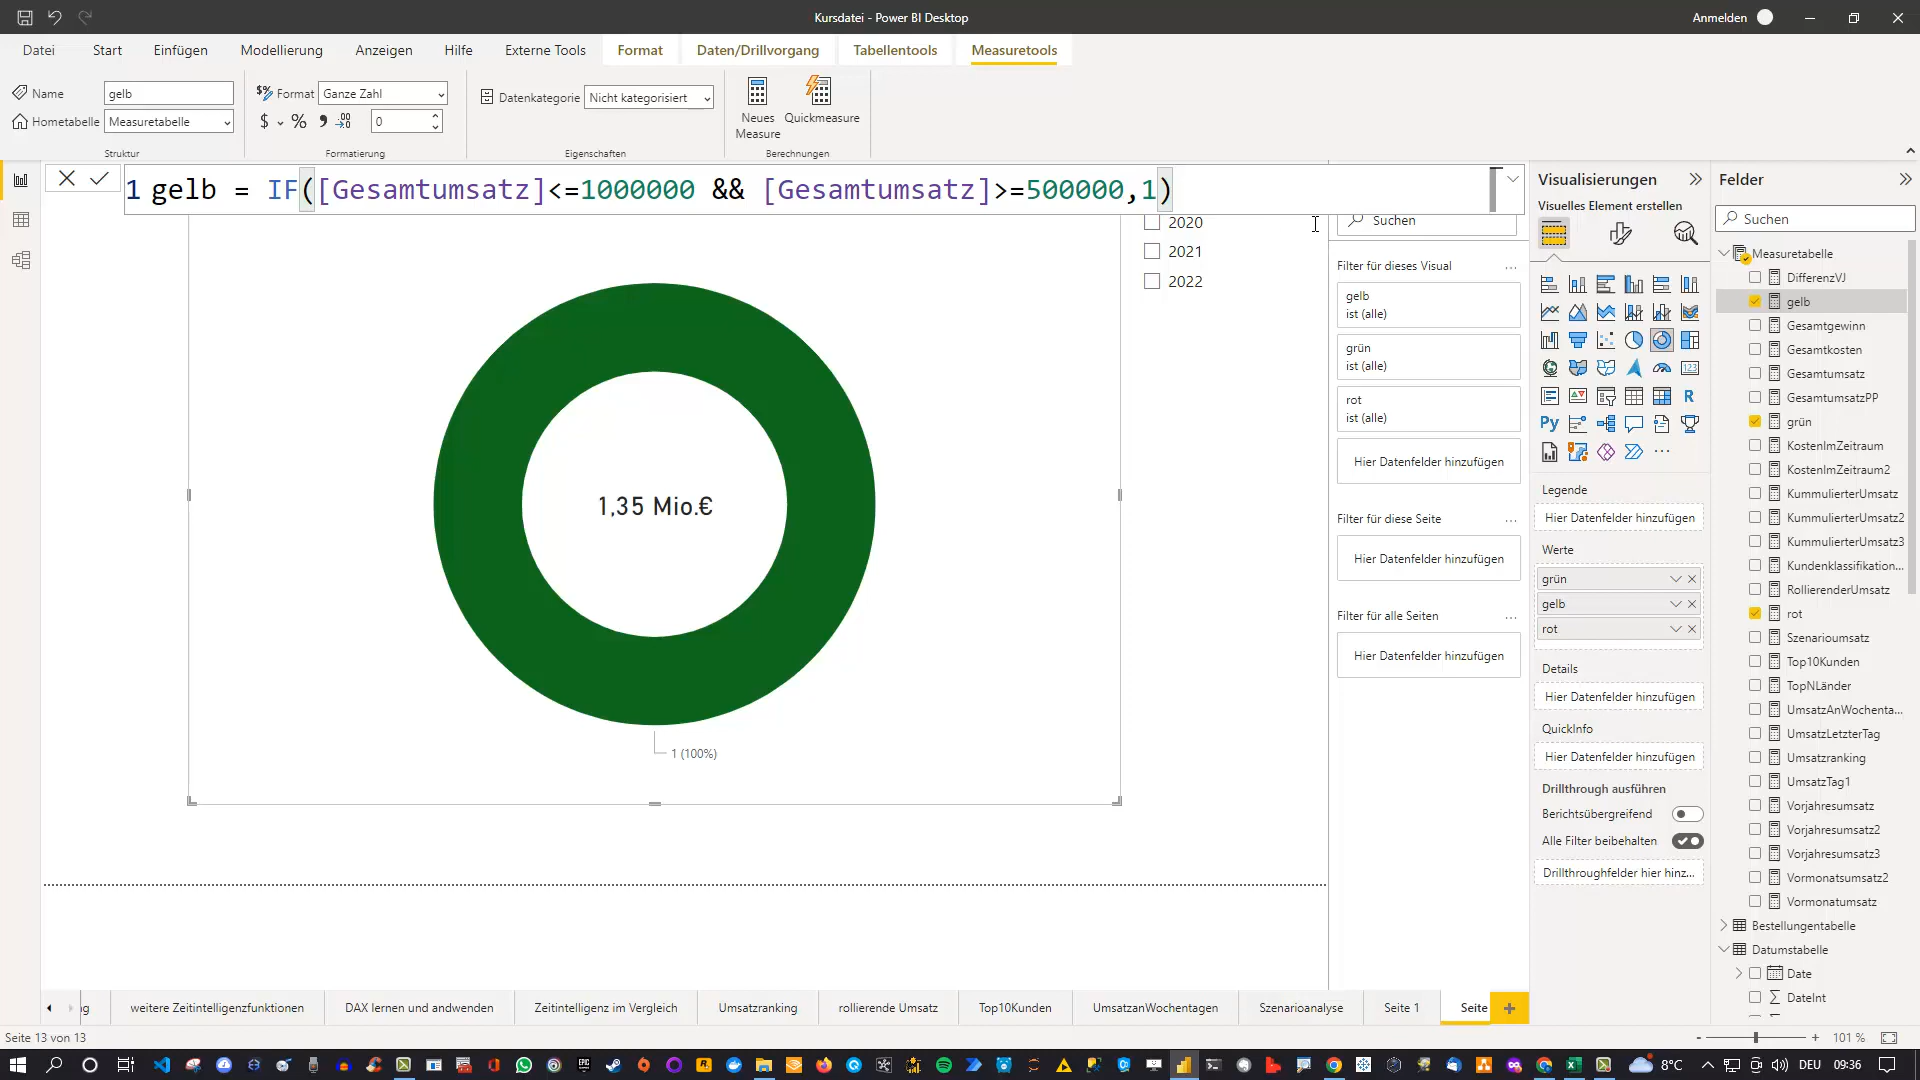 Kursdatei - Power BI Desktop
Anmelden
Datei
Start
Einfügen
Modellierung
Anzeigen
Hilfe
Externe Tools
Format
Daten/Drillvorgang
Tabellentools
Measuretools
Name
gelb
Hometabelle
Measuretabelle
Struktur
Format
Ganze Zahl
$
%
0
Formatierung
Datenkategorie
Nicht kategorisiert
Eigenschaften
Neues
Measure
Quickmeasure
Berechnungen
1 gelb = IF([Gesamtumsatz]<=1000000 && [Gesamtumsatz]>=500000,1)
2020
2021
2022
1,35 Mio.€
1 (100%)
Suchen
Filter für dieses Visual
gelb
ist (alle)
grün
ist (alle)
rot
ist (alle)
Hier Datenfelder hinzufügen
Filter für diese Seite
Hier Datenfelder hinzufügen
Filter für alle Seiten
Hier Datenfelder hinzufügen
Visualisierungen
Visuelles Element erstellen
Legende
Hier Datenfelder hinzufügen
Werte
grün
gelb
rot
Details
Hier Datenfelder hinzufügen
QuickInfo
Hier Datenfelder hinzufügen
Drillthrough ausführen
Berichtsübergreifend
Alle Filter beibehalten
Drillthroughfelder hier hinz...
Felder
Suchen
Measuretabelle
DifferenzVJ
gelb
Gesamtgewinn
Gesamtkosten
Gesamtumsatz
GesamtumsatzPP
grün
KostenImZeitraum
KostenImZeitraum2
KummulierterUmsatz
KummulierterUmsatz2
KummulierterUmsatz3
Kundenklassifikation...
RollierenderUmsatz
rot
Szenarioumsatz
Top10Kunden
TopNLänder
UmsatzAnWochenta...
UmsatzLetzterTag
Umsatzranking
UmsatzTag1
Vorjahresumsatz
Vorjahresumsatz2
Vorjahresumsatz3
Vormonatsumsatz2
Vormonatumsatz
Bestellungentabelle
Datumstabelle
Date
DateInt
weitere Zeitintelligenzfunktionen
DAX lernen und andwenden
Zeitintelligenz im Vergleich
Umsatzranking
rollierende Umsatz
Top10Kunden
UmsatzanWochentagen
Szenarioanalyse
Seite 1
Seite
Seite 13 von 13
101 %
8°C
DEU
09:36